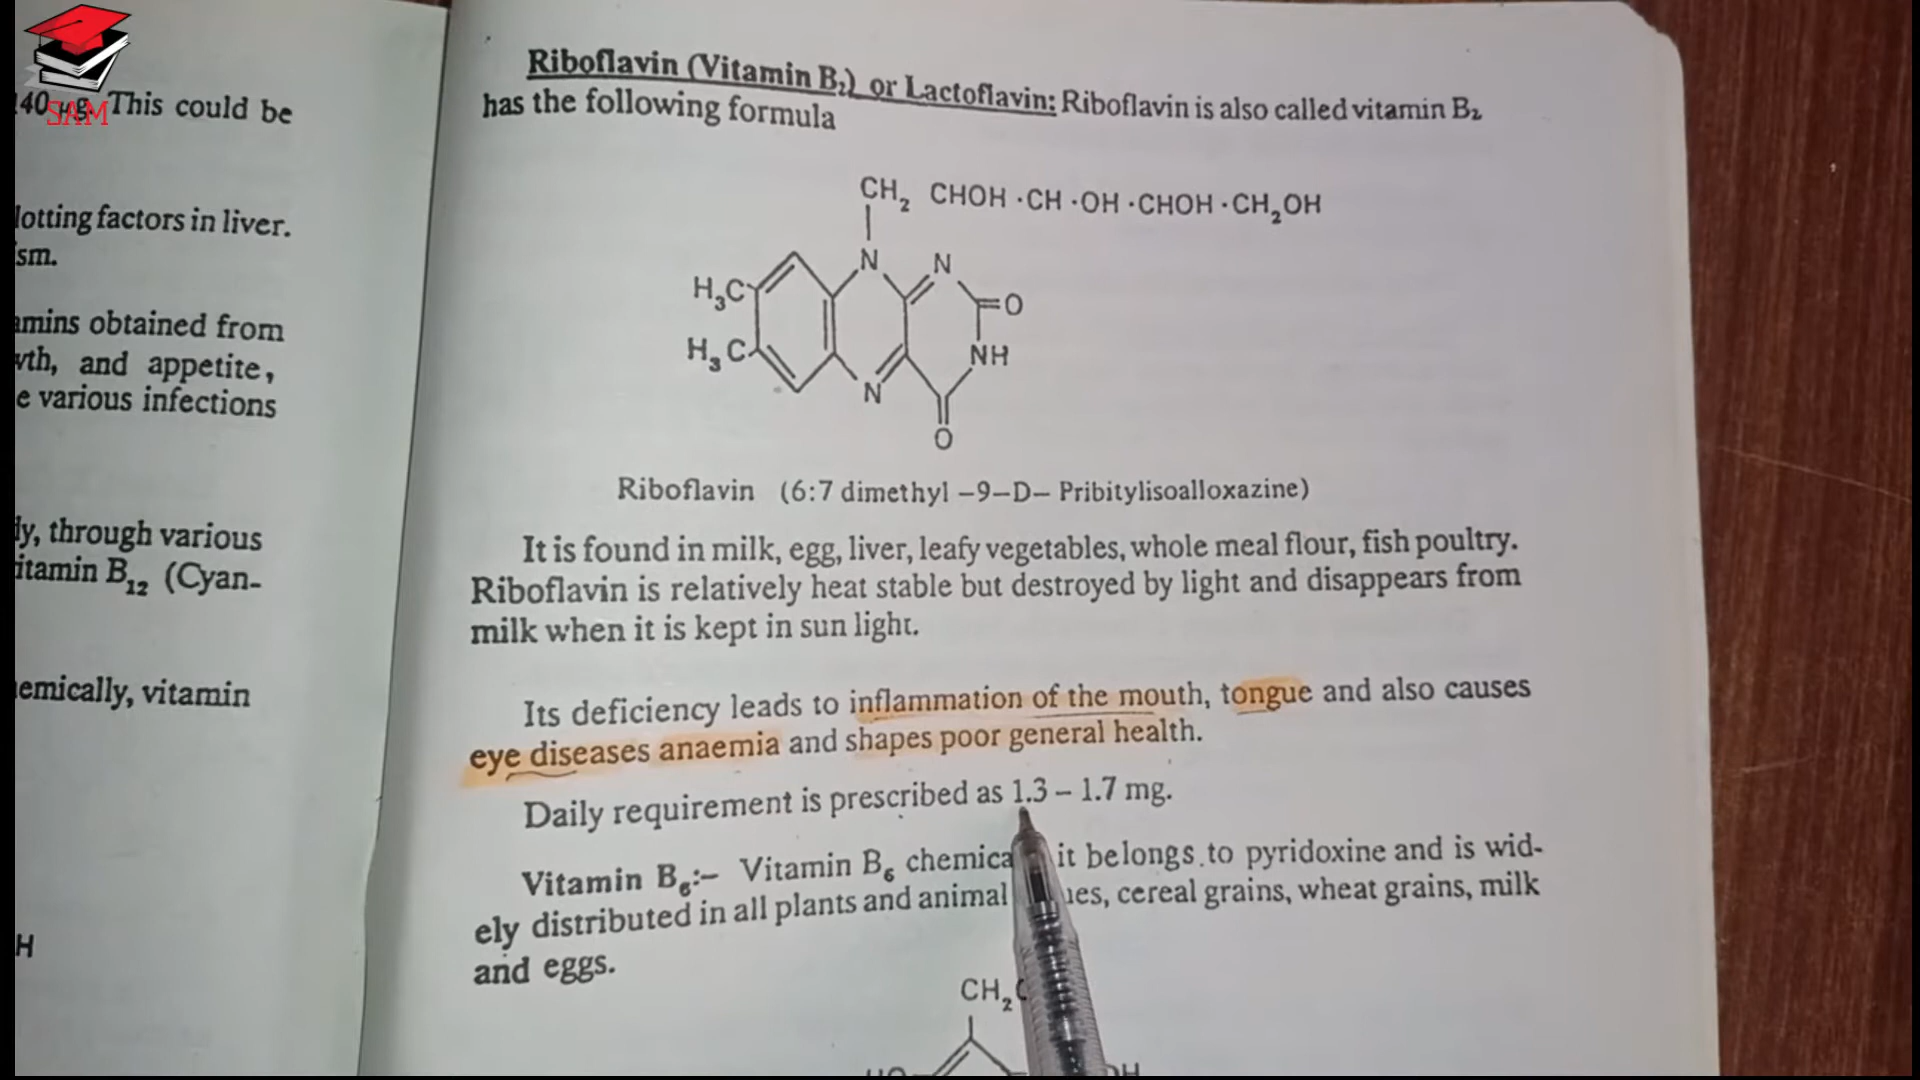 SAM
40 µg. This could be
lotting factors in liver.
sm.
amins obtained from
wth, and appetite,
e various infections
ly, through various
itamin B₁₂ (Cyan-
emically, vitamin
H
Riboflavin (Vitamin B₂) or Lactoflavin: Riboflavin is also called vitamin B₂
has the following formula
CH₂ CHOH ·CH ·OH ·CHOH ·CH₂OH
N N
H₃C =O
H₃C NH
N
O
Riboflavin (6:7 dimethyl –9–D– Pribitylisoalloxazine)
It is found in milk, egg, liver, leafy vegetables, whole meal flour, fish poultry.
Riboflavin is relatively heat stable but destroyed by light and disappears from
milk when it is kept in sun light.
Its deficiency leads to inflammation of the mouth, tongue and also causes
eye diseases anaemia and shapes poor general health.
Daily requirement is prescribed as 1.3 – 1.7 mg.
Vitamin B₆:– Vitamin B₆ chemica it belongs to pyridoxine and is wid-
ely distributed in all plants and animal ues, cereal grains, wheat grains, milk
and eggs.
CH₂